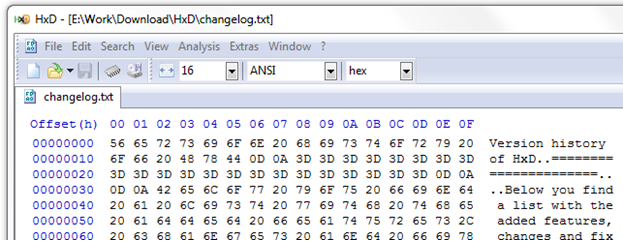 HxD - [E:\Work\Download\HxD\changelog.txt]
File Edit Search View Analysis Extras Window ?
16 ANSI hex
changelog.txt
Offset(h) 00 01 02 03 04 05 06 07 08 09 0A 0B 0C 0D 0E 0F
00000000 56 65 72 73 69 6F 6E 20 68 69 73 74 6F 72 79 20 Version history
00000010 6F 66 20 48 78 44 0D 0A 3D 3D 3D 3D 3D 3D 3D 3D of HxD..========
00000020 3D 3D 3D 3D 3D 3D 3D 3D 3D 3D 3D 3D 3D 3D 0D 0A ==============..
00000030 0D 0A 42 65 6C 6F 77 20 79 6F 75 20 66 69 6E 64 ..Below you find
00000040 20 61 20 6C 69 73 74 20 77 69 74 68 20 74 68 65 a list with the
00000050 20 61 64 64 65 64 20 66 65 61 74 75 72 65 73 2C added features,
00000060 20 63 68 61 6E 67 65 73 20 61 6E 64 20 66 69 78 changes and fix